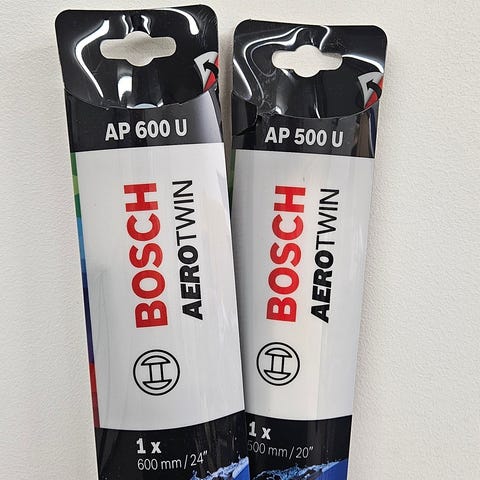 AP 600 U
BOSCH
AEROTWIN
1 x
600 mm / 24"
AP 500 U
BOSCH
AEROTWIN
1 x
500 mm / 20"